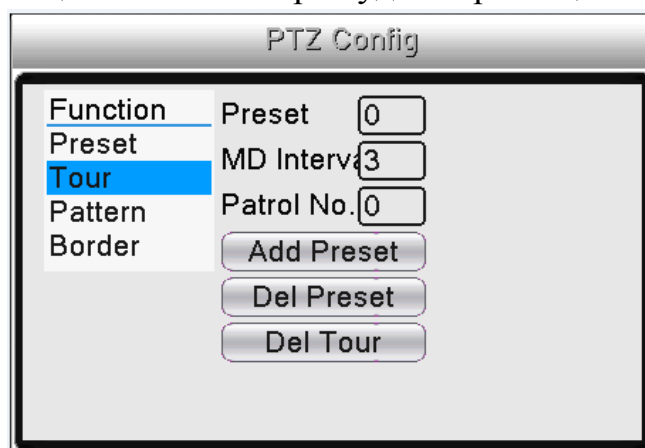 PTZ Config
Function
Preset
Tour
Pattern
Border
Preset 0
MD Interva 3
Patrol No. 0
Add Preset
Del Preset
Del Tour